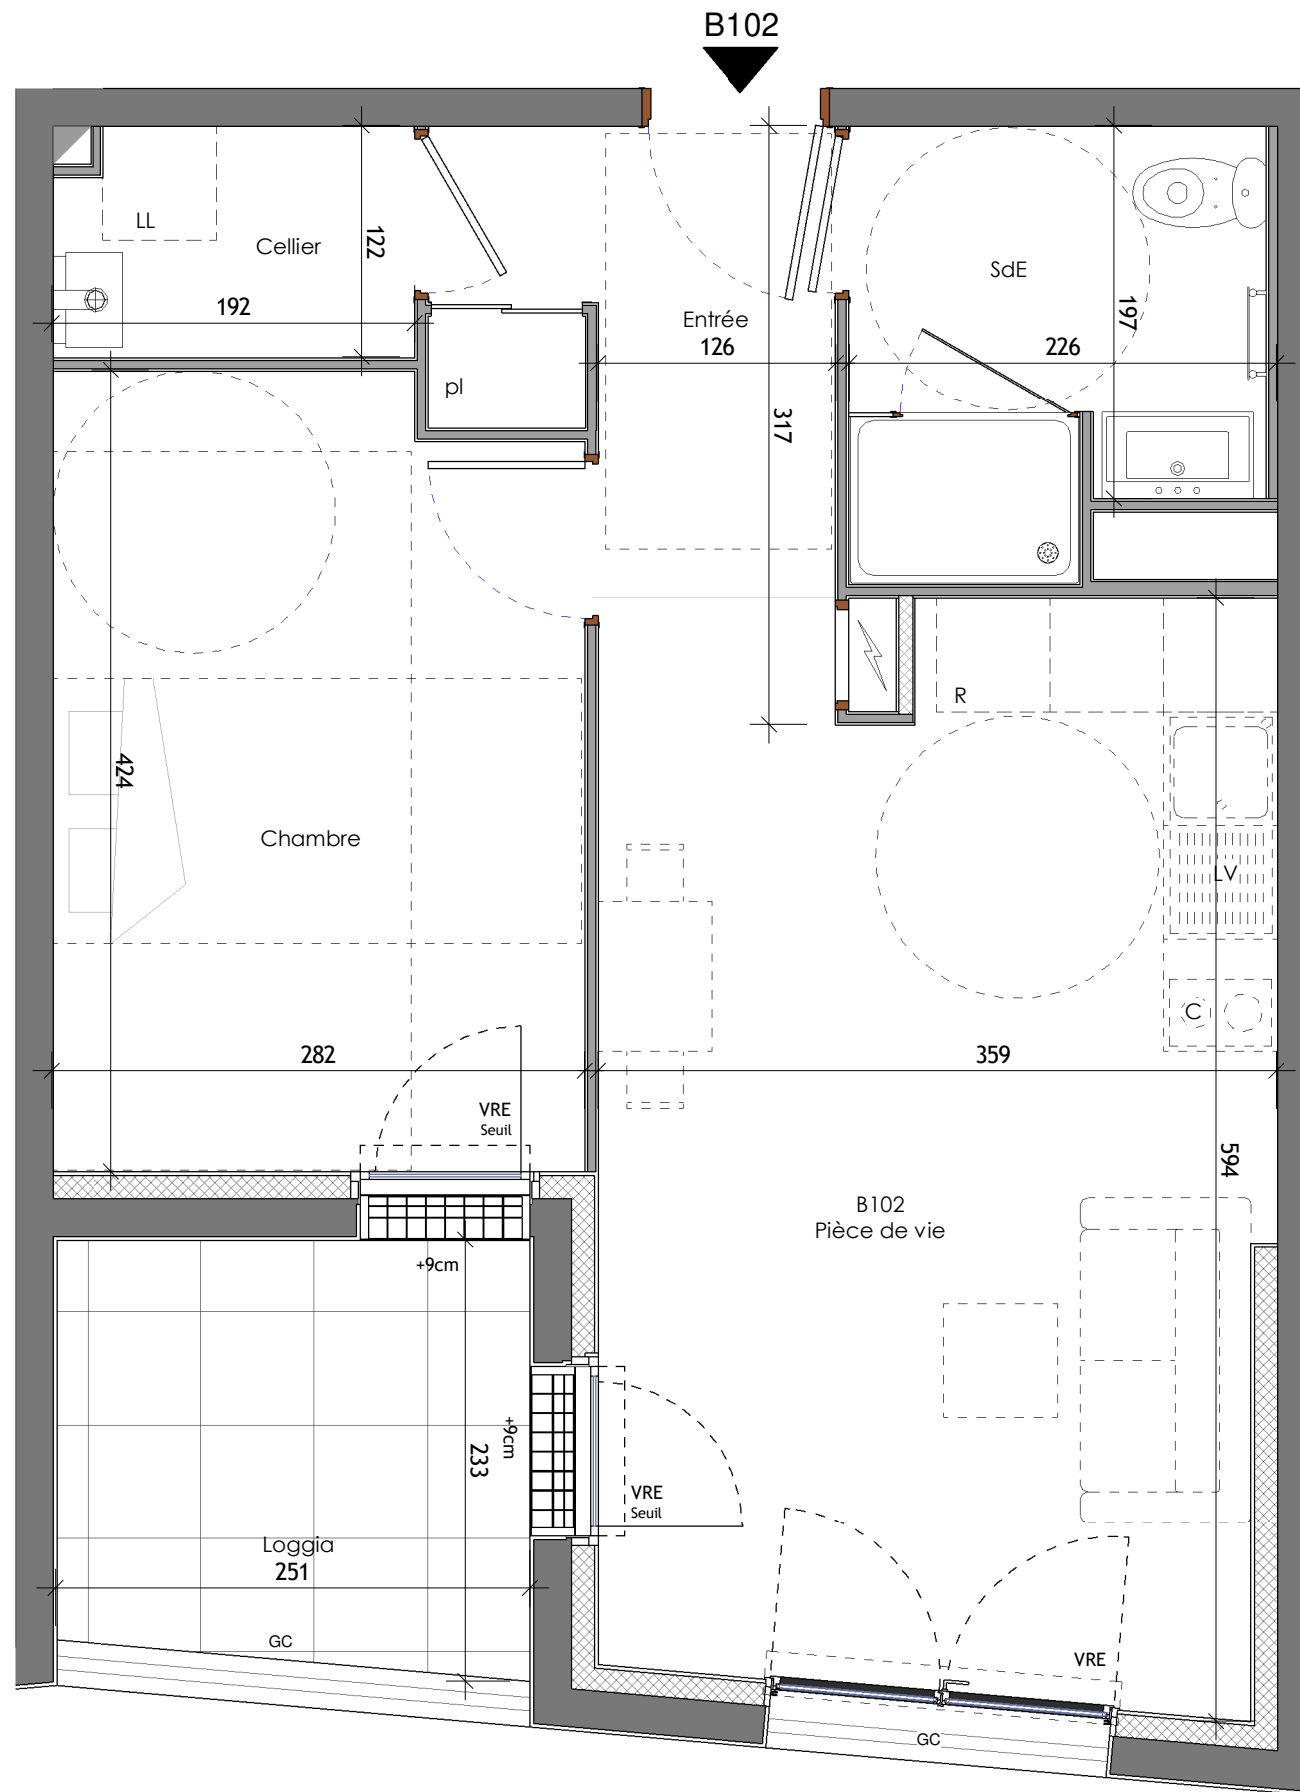 B102
LL
Cellier
122
192
pl
Entrée
126
317
SdE
197
226
R
LV
C
424
Chambre
282
359
VRE
Seuil
594
B102
Pièce de vie
+9cm
+9cm
233
VRE
Seuil
Loggia
251
GC
VRE
GC